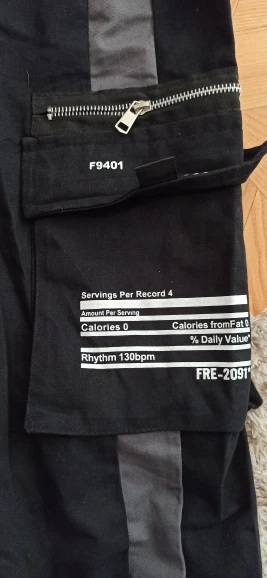 F9401
Servings Per Record 4
Amount Per Serving
Calories 0 Calories fromFat 0
% Daily Value*
Rhythm 130bpm
FRE-2091*